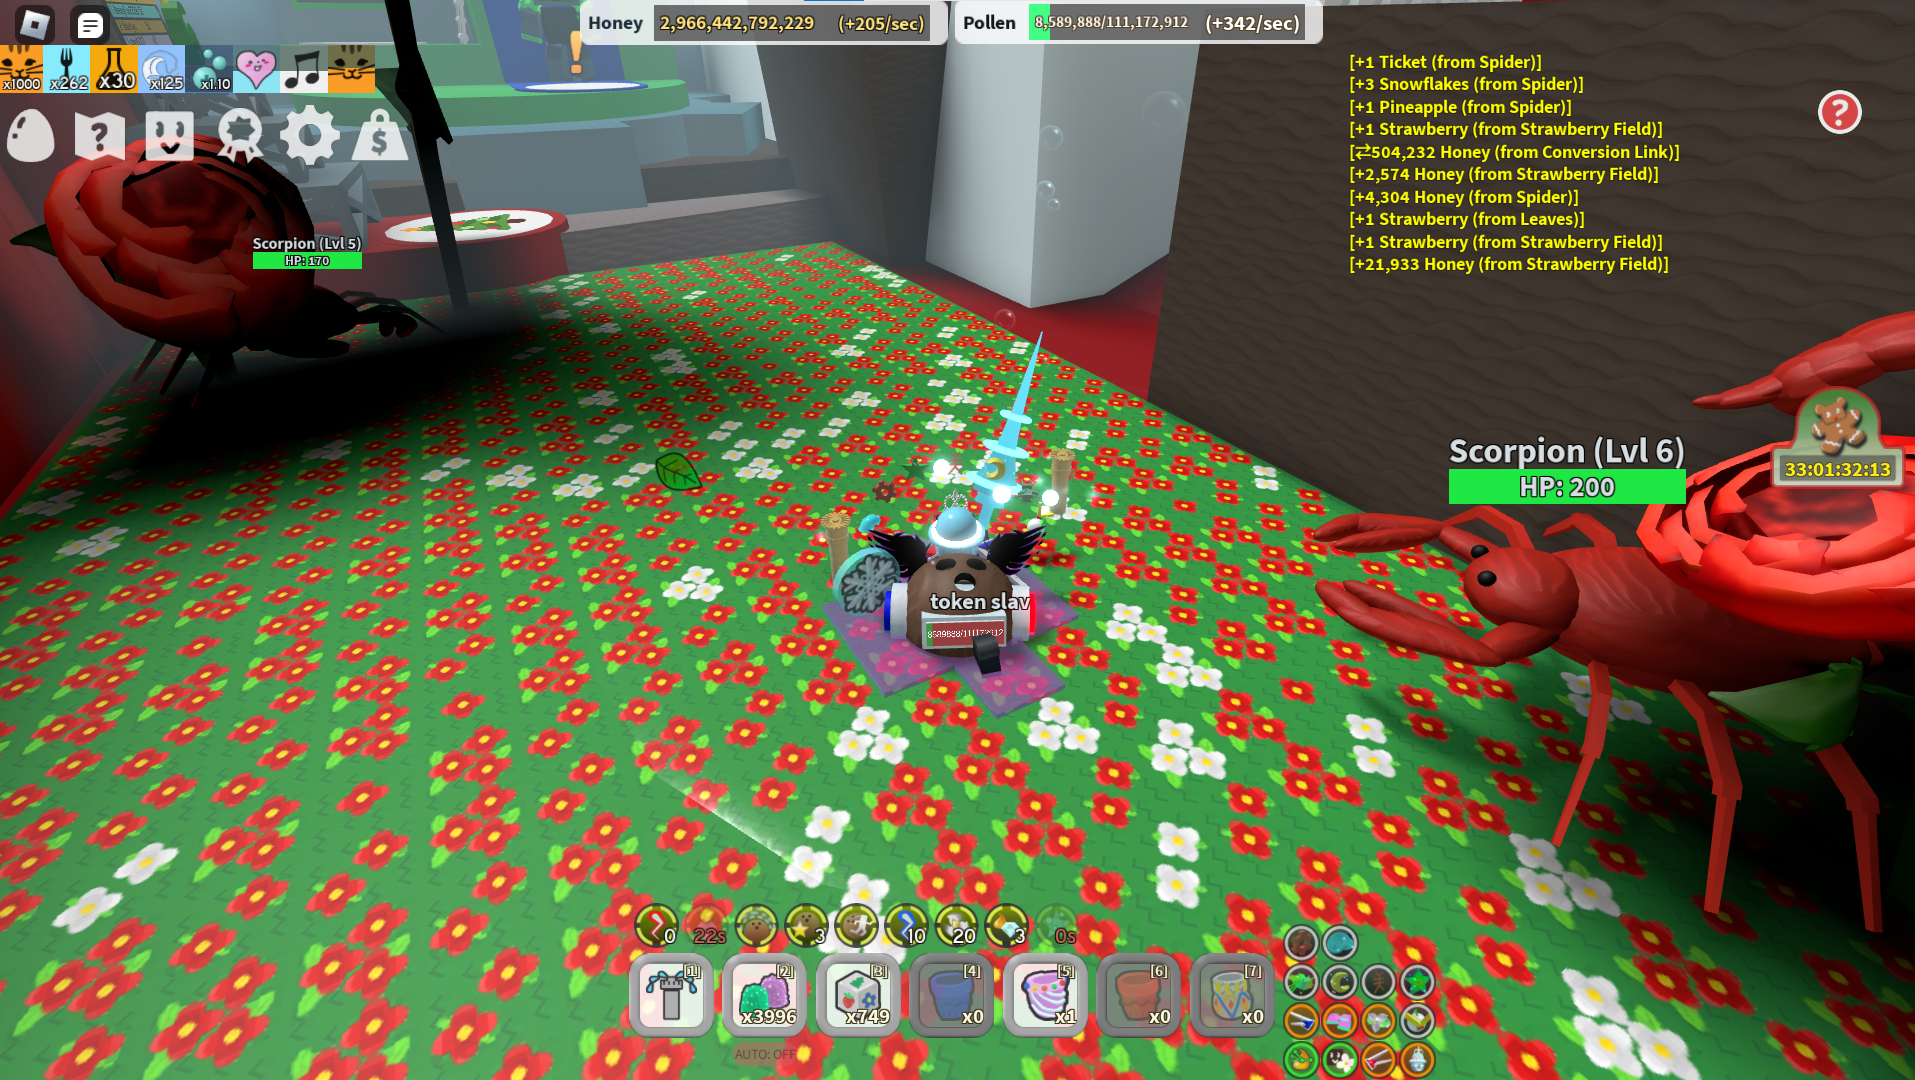 Honey 2,966,442,792,229 (+205/sec)
Pollen 8,589,888/111,172,912 (+342/sec)
x1000 x262 x30 x125 x1.10
[+1 Ticket (from Spider)]
[+3 Snowflakes (from Spider)]
[+1 Pineapple (from Spider)]
[+1 Strawberry (from Strawberry Field)]
[⇄504,232 Honey (from Conversion Link)]
[+2,574 Honey (from Strawberry Field)]
[+4,304 Honey (from Spider)]
[+1 Strawberry (from Leaves)]
[+1 Strawberry (from Strawberry Field)]
[+21,933 Honey (from Strawberry Field)]
?
?
$
Scorpion (Lvl 5)
HP: 170
Scorpion (Lvl 6)
HP: 200
33:01:32:13
token slav
8589888/111172912
0 22s 3 10 20 3 0s
[1] [2] [3] [4] [5] [6] [7]
x3996 x749 x0 x1 x0 x0
AUTO: OFF